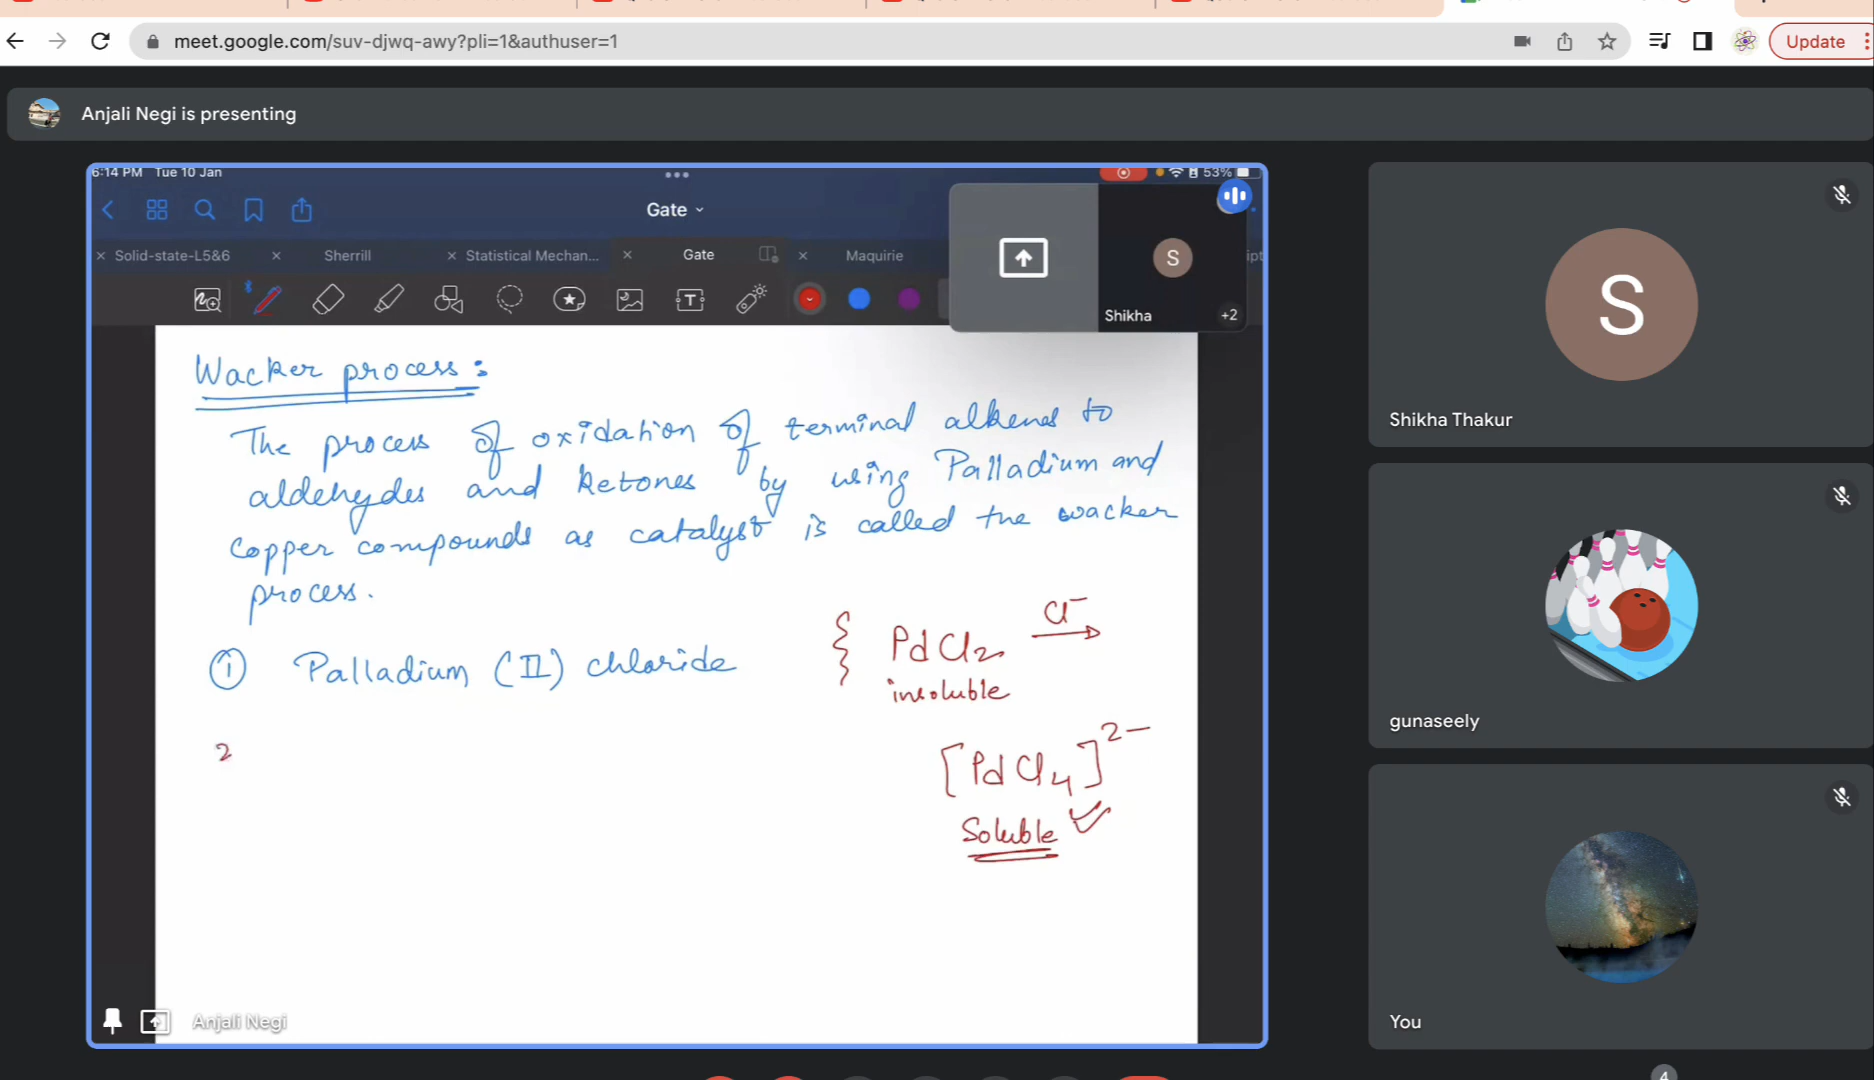 meet.google.com/suv-djwq-awy?pli=1&authuser=1
Update
Anjali Negi is presenting
6:14 PM Tue 10 Jan
53%
Gate
Solid-state-L5&6
Sherrill
Statistical Mechan...
Gate
Maquirie
ipt
S
Shikha
+2
Wacker process:
The process of oxidation of terminal alkenes to
aldehydes and ketones by using Palladium and
Copper compounds as catalyst is called the wacker
process.
① Palladium (II) chloride
PdCl2 Cl⁻ →
insoluble
[PdCl4]2-
Soluble
2
Anjali Negi
S
Shikha Thakur
gunaseely
You
4